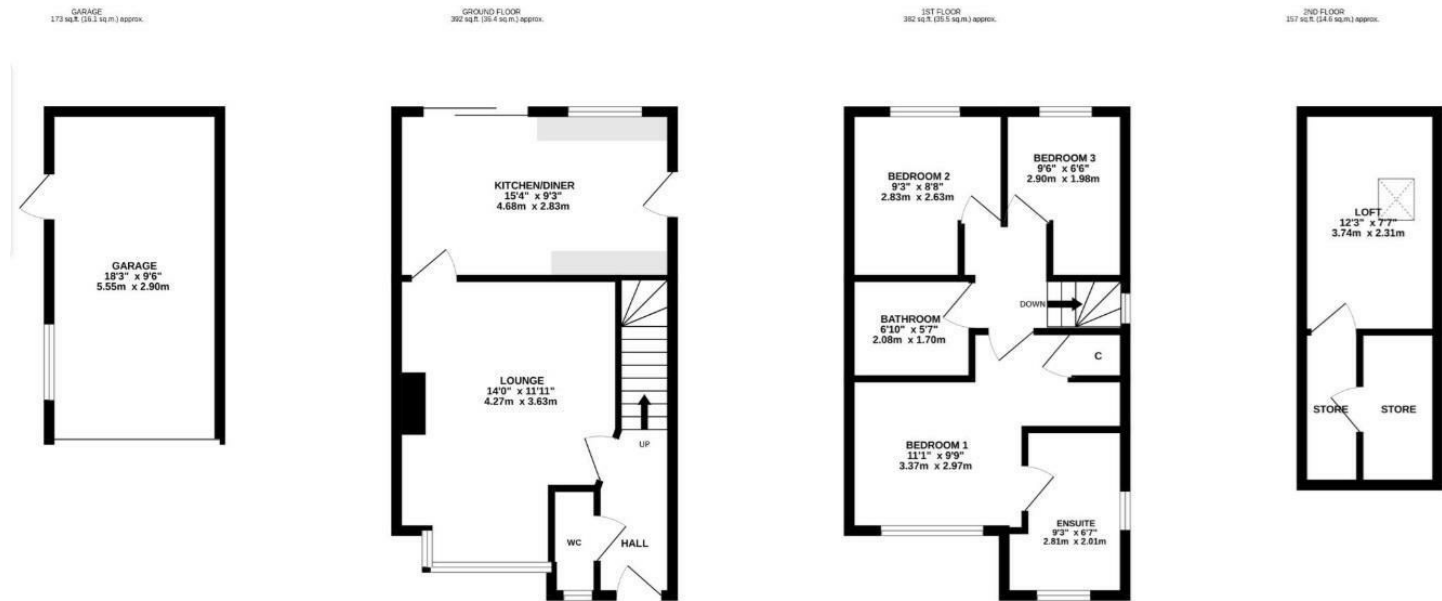 GARAGE
173 sq.ft. (16.1 sq.m.) approx.
GROUND FLOOR
392 sq.ft. (36.4 sq.m.) approx.
1ST FLOOR
382 sq.ft. (35.5 sq.m.) approx.
2ND FLOOR
157 sq.ft. (14.6 sq.m.) approx.
GARAGE
18'3" x 9'6"
5.55m x 2.90m
KITCHEN/DINER
15'4" x 9'3"
4.68m x 2.83m
LOUNGE
14'0" x 11'11"
4.27m x 3.63m
UP
WC
HALL
BEDROOM 2
9'3" x 8'8"
2.83m x 2.63m
BEDROOM 3
9'6" x 6'6"
2.90m x 1.98m
DOWN
BATHROOM
6'10" x 5'7"
2.08m x 1.70m
C
BEDROOM 1
11'1" x 9'9"
3.37m x 2.97m
ENSUITE
9'3" x 6'7"
2.81m x 2.01m
LOFT
12'3" x 7'7"
3.74m x 2.31m
STORE
STORE